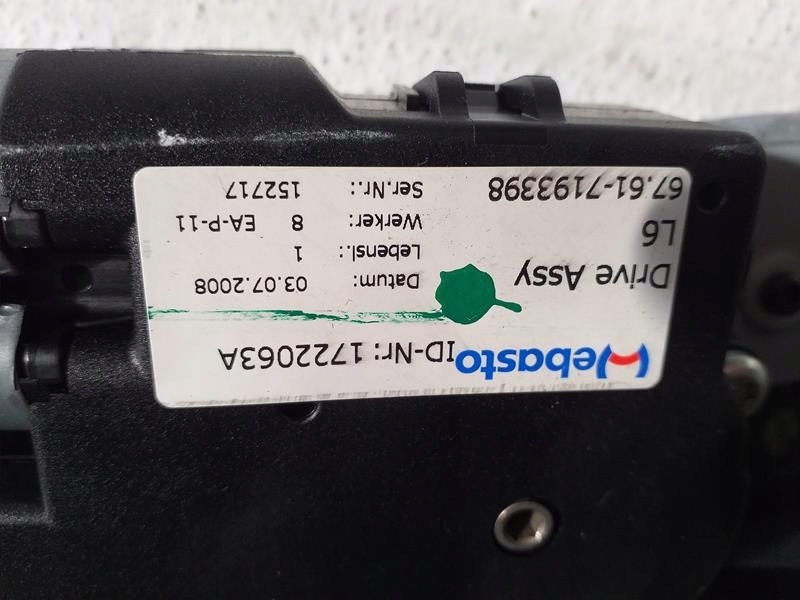 Webasto ID-Nr: 1722063A
Drive Assy
L6
67.61-7193398
Datum: 03.07.2008
Lebensl.: 1
Werker: 8 EA-P-11
Ser.Nr.: 152717